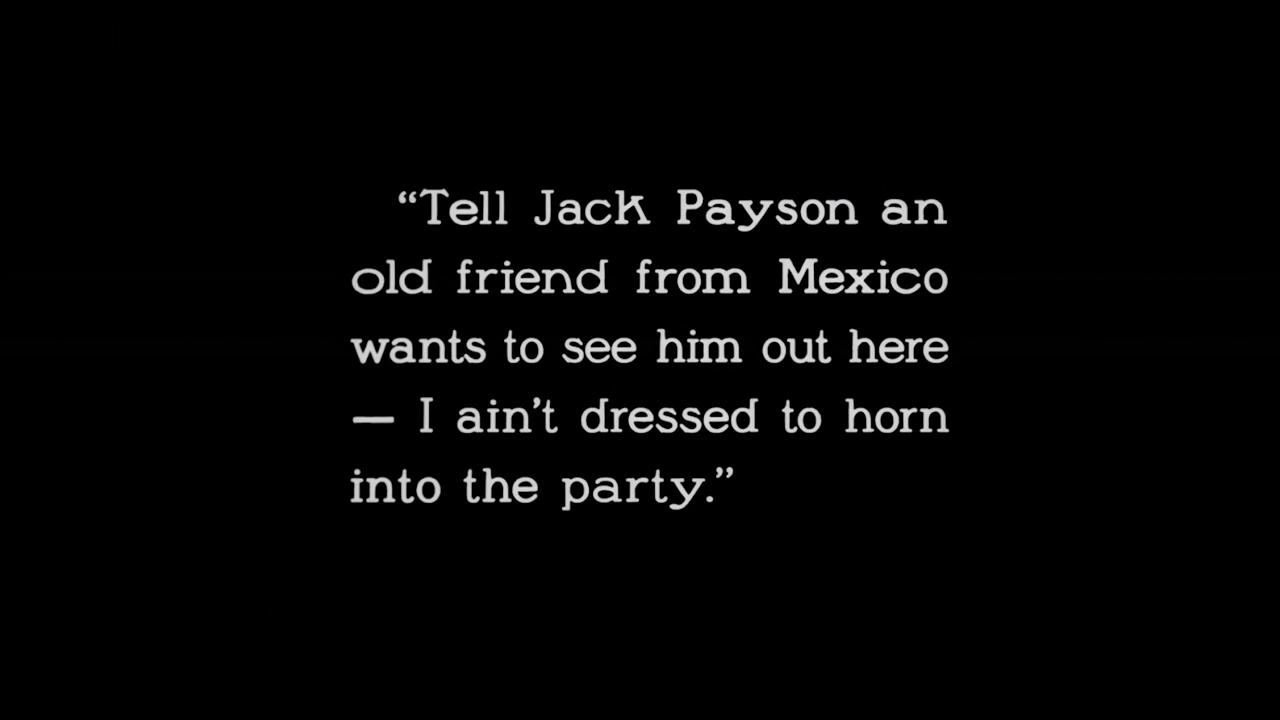 “Tell Jack Payson an
old friend from Mexico
wants to see him out here
— I ain’t dressed to horn
into the party.”